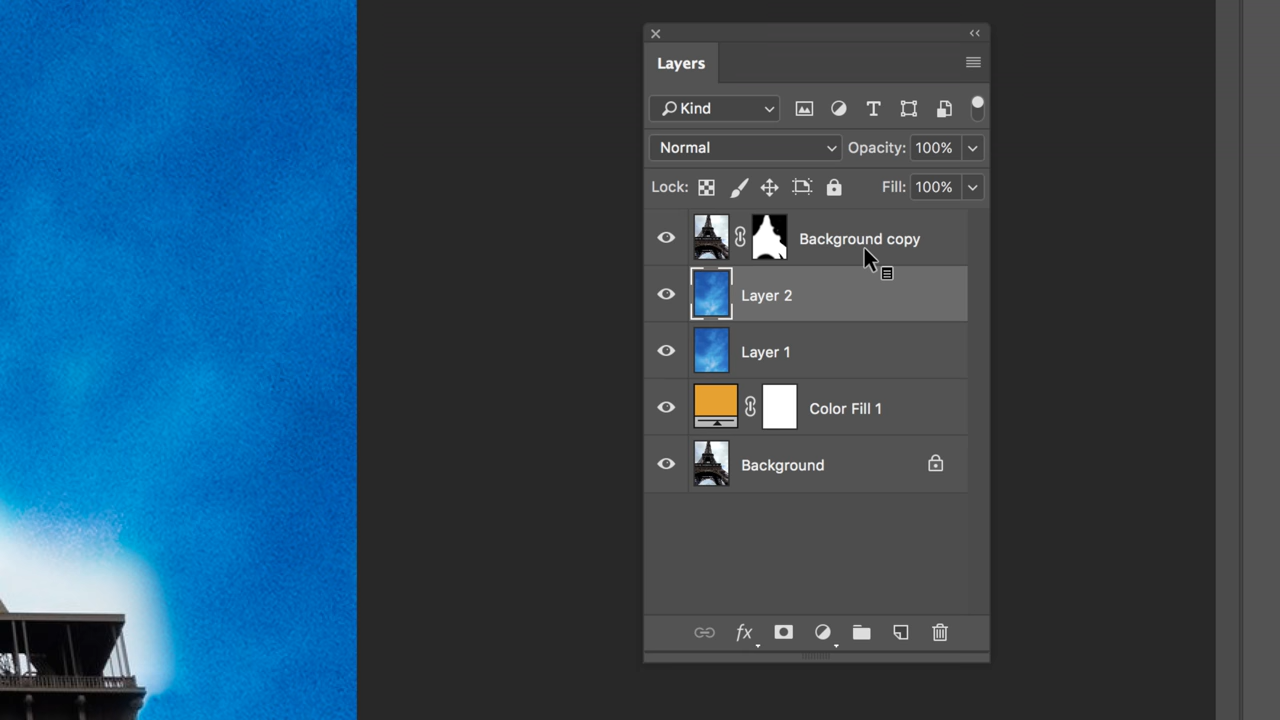 Layers
Kind
Normal Opacity: 100%
Lock: Fill: 100%
Background copy
Layer 2
Layer 1
Color Fill 1
Background
fx